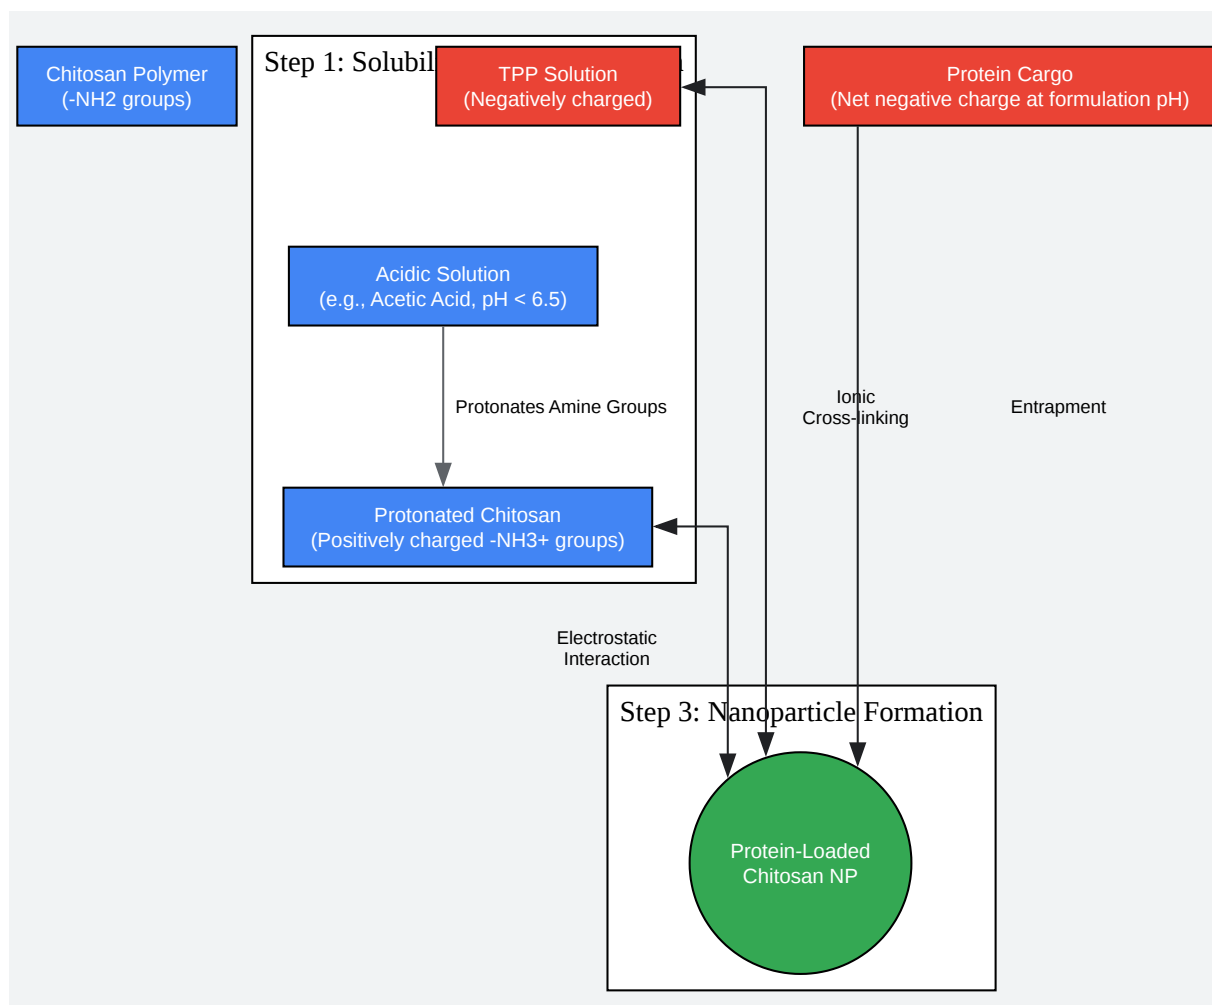 Chitosan Polymer
(-NH2 groups)
Step 1:
TPP Solution
(Negatively charged)
Protein Cargo
(Net negative charge at formulation pH)
Acidic Solution
(e.g., Acetic Acid, pH < 6.5)
Protonates Amine Groups
Ionic
Cross-linking
Entrapment
Protonated Chitosan
(Positively charged -NH3+ groups)
Electrostatic
Interaction
Step 3: Nanoparticle Formation
Protein-Loaded
Chitosan NP